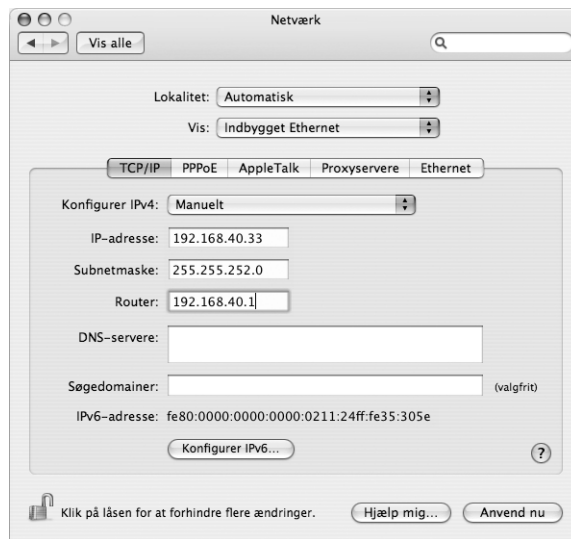 Netværk
Vis alle
Lokalitet: Automatisk
Vis: Indbygget Ethernet
TCP/IP PPPoE AppleTalk Proxyservere Ethernet
Konfigurer IPv4: Manuelt
IP-adresse: 192.168.40.33
Subnetmaske: 255.255.252.0
Router: 192.168.40.1
DNS-servere:
Søgedomainer: (valgfrit)
IPv6-adresse: fe80:0000:0000:0000:0211:24ff:fe35:305e
Konfigurer IPv6...
?
Klik på låsen for at forhindre flere ændringer. Hjælp mig... Anvend nu